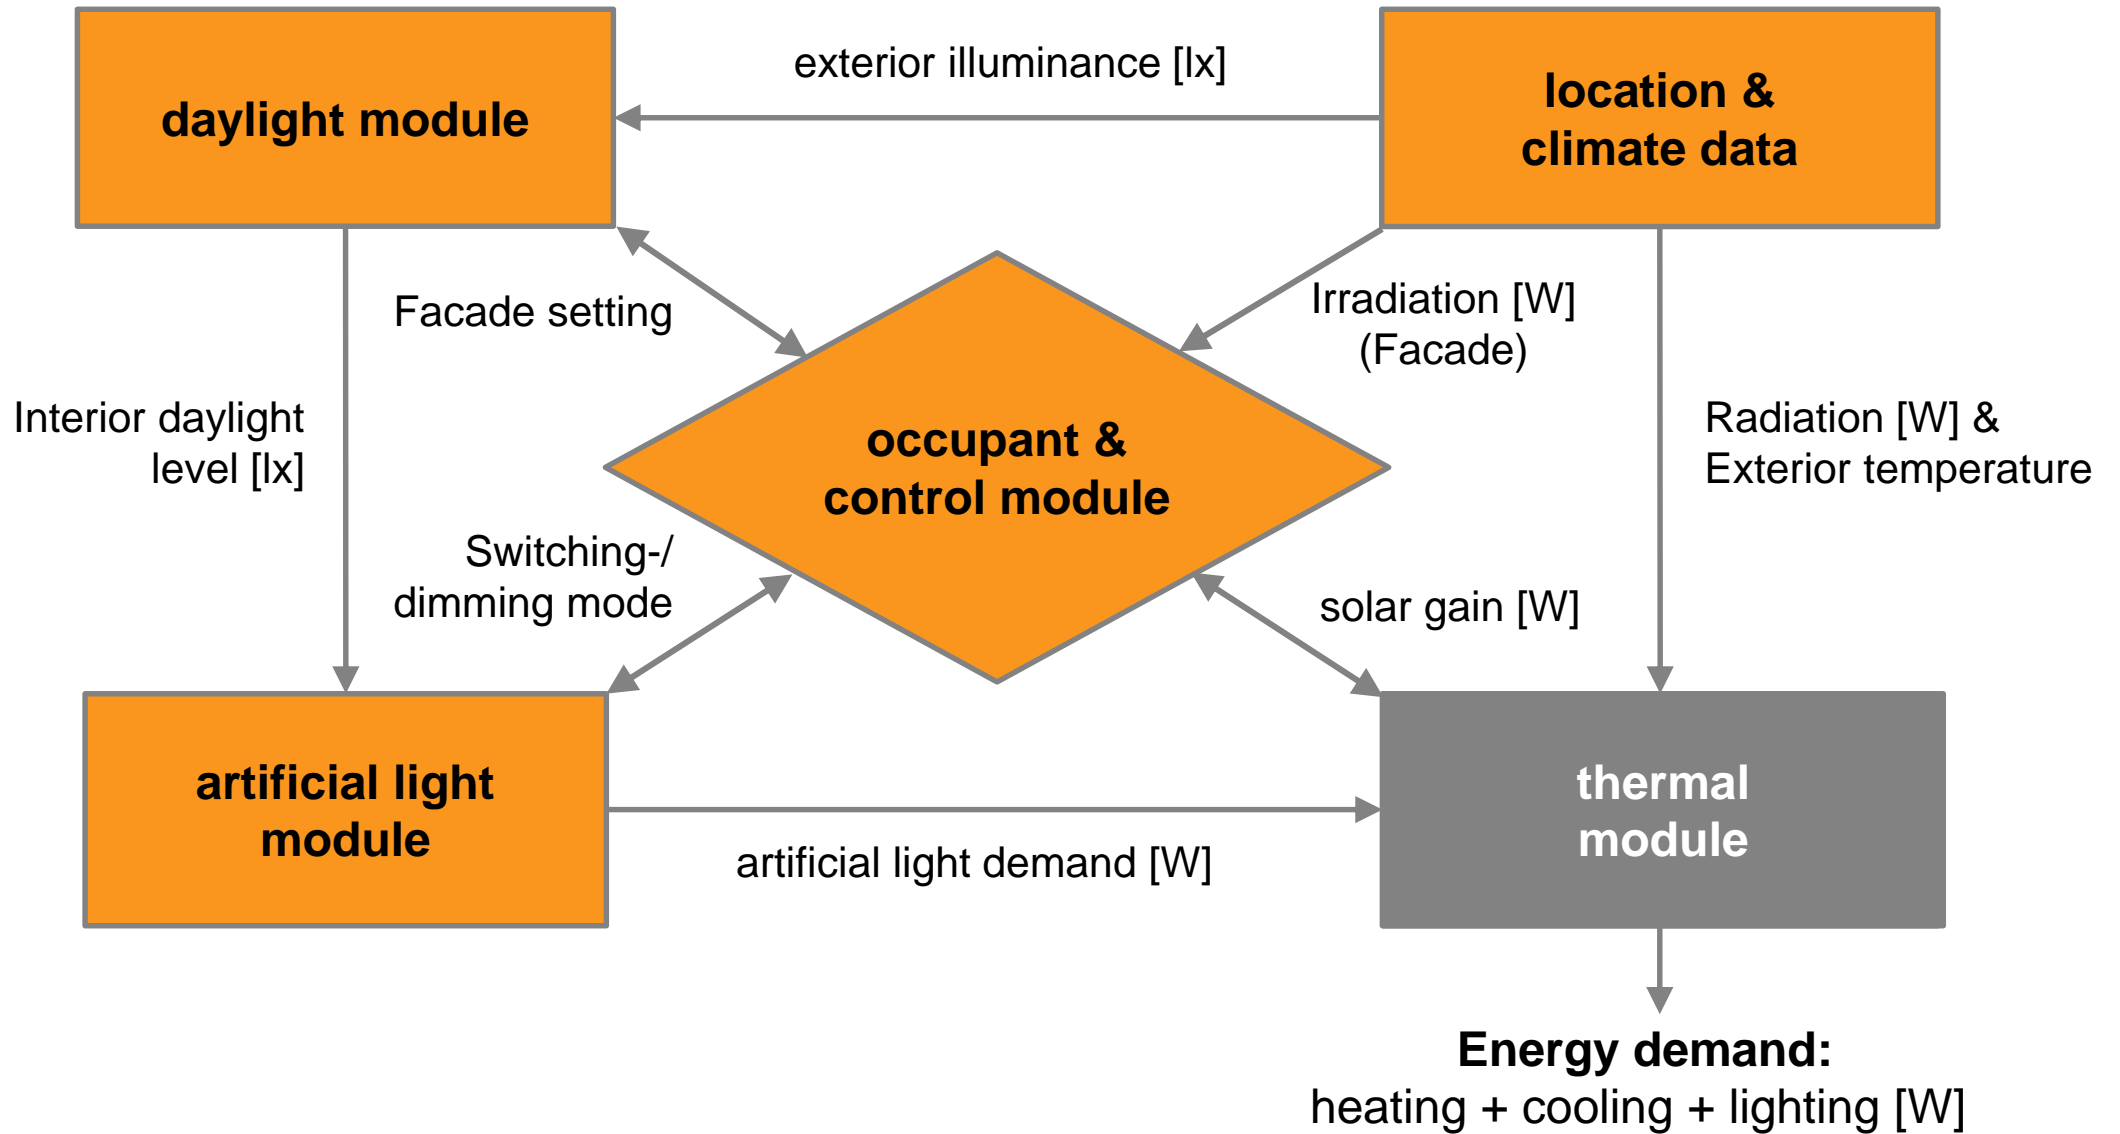 exterior illuminance [lx]
daylight module
location &
climate data
Facade setting
Irradiation [W]
(Facade)
Interior daylight
level [lx]
occupant &
control module
Radiation [W] &
Exterior temperature
Switching-/
dimming mode
solar gain [W]
artificial light
module
artificial light demand [W]
thermal
module
Energy demand:
heating + cooling + lighting [W]